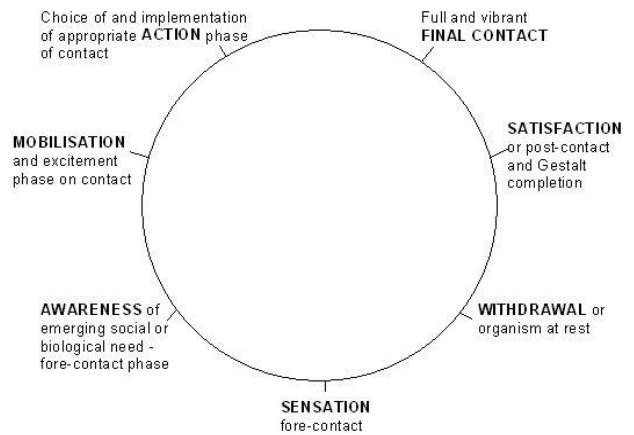 Choice of and implementation
of appropriate ACTION phase
of contact
Full and vibrant
FINAL CONTACT
MOBILISATION
and excitement
phase on contact
SATISFACTION
or post-contact
and Gestalt
completion
AWARENESS of
emerging social or
biological need -
fore-contact phase
WITHDRAWAL or
organism at rest
SENSATION
fore-contact